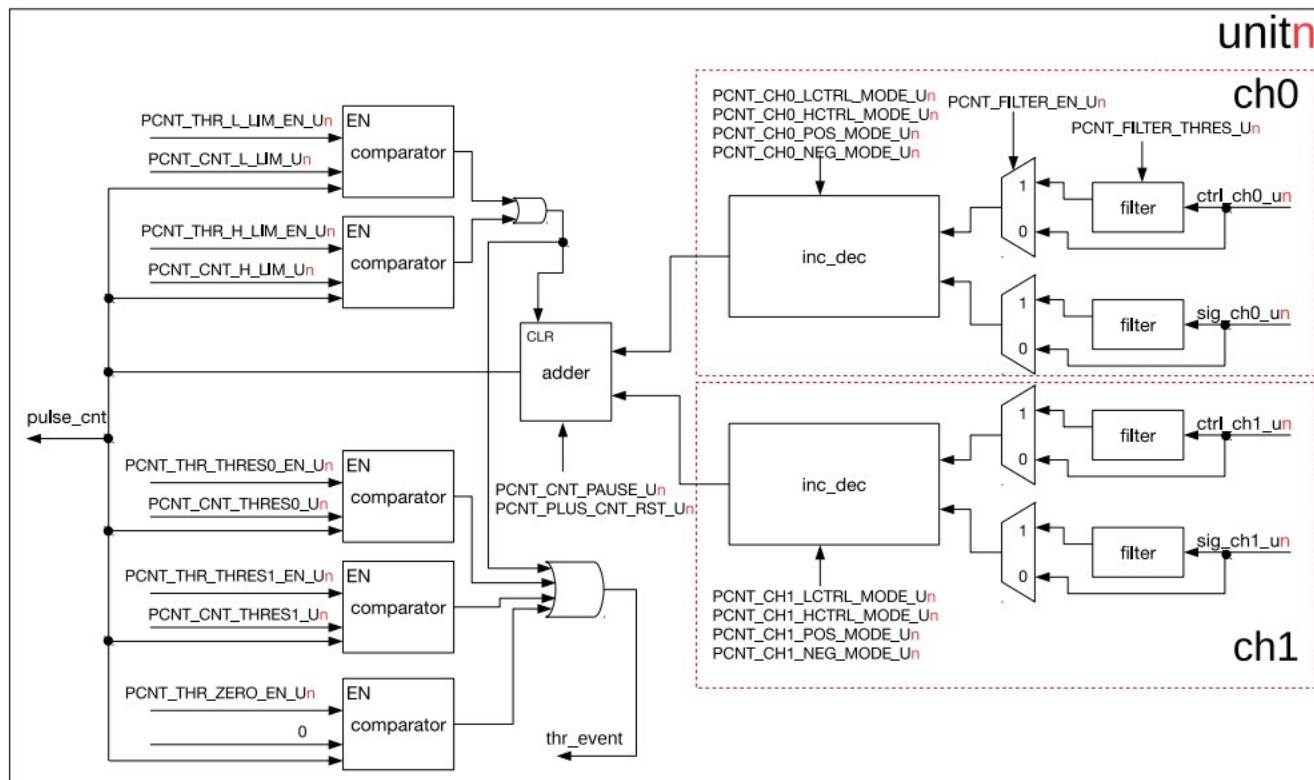 unitn
ch0
PCNT_CH0_LCTRL_MODE_Un
PCNT_CH0_HCTRL_MODE_Un
PCNT_CH0_POS_MODE_Un
PCNT_CH0_NEG_MODE_Un
PCNT_FILTER_EN_Un
PCNT_FILTER_THRES_Un
PCNT_THR_L_LIM_EN_Un
PCNT_CNT_L_LIM_Un
EN
comparator
PCNT_THR_H_LIM_EN_Un
PCNT_CNT_H_LIM_Un
EN
comparator
inc_dec
1
0
filter
ctrl_ch0_un
1
0
filter
sig_ch0_un
CLR
adder
pulse_cnt
PCNT_CNT_PAUSE_Un
PCNT_PLUS_CNT_RST_Un
inc_dec
1
0
filter
ctrl_ch1_un
1
0
filter
sig_ch1_un
PCNT_THR_THRES0_EN_Un
PCNT_CNT_THRES0_Un
EN
comparator
PCNT_THR_THRES1_EN_Un
PCNT_CNT_THRES1_Un
EN
comparator
PCNT_CH1_LCTRL_MODE_Un
PCNT_CH1_HCTRL_MODE_Un
PCNT_CH1_POS_MODE_Un
PCNT_CH1_NEG_MODE_Un
ch1
PCNT_THR_ZERO_EN_Un
0
EN
comparator
thr_event